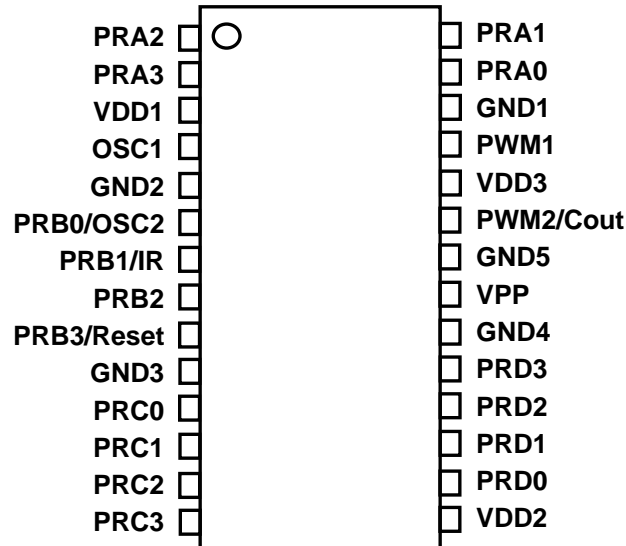 PRA2 PRA1
PRA3 PRA0
VDD1 GND1
OSC1 PWM1
GND2 VDD3
PRB0/OSC2 PWM2/Cout
PRB1/IR GND5
PRB2 VPP
PRB3/Reset GND4
GND3 PRD3
PRC0 PRD2
PRC1 PRD1
PRC2 PRD0
PRC3 VDD2